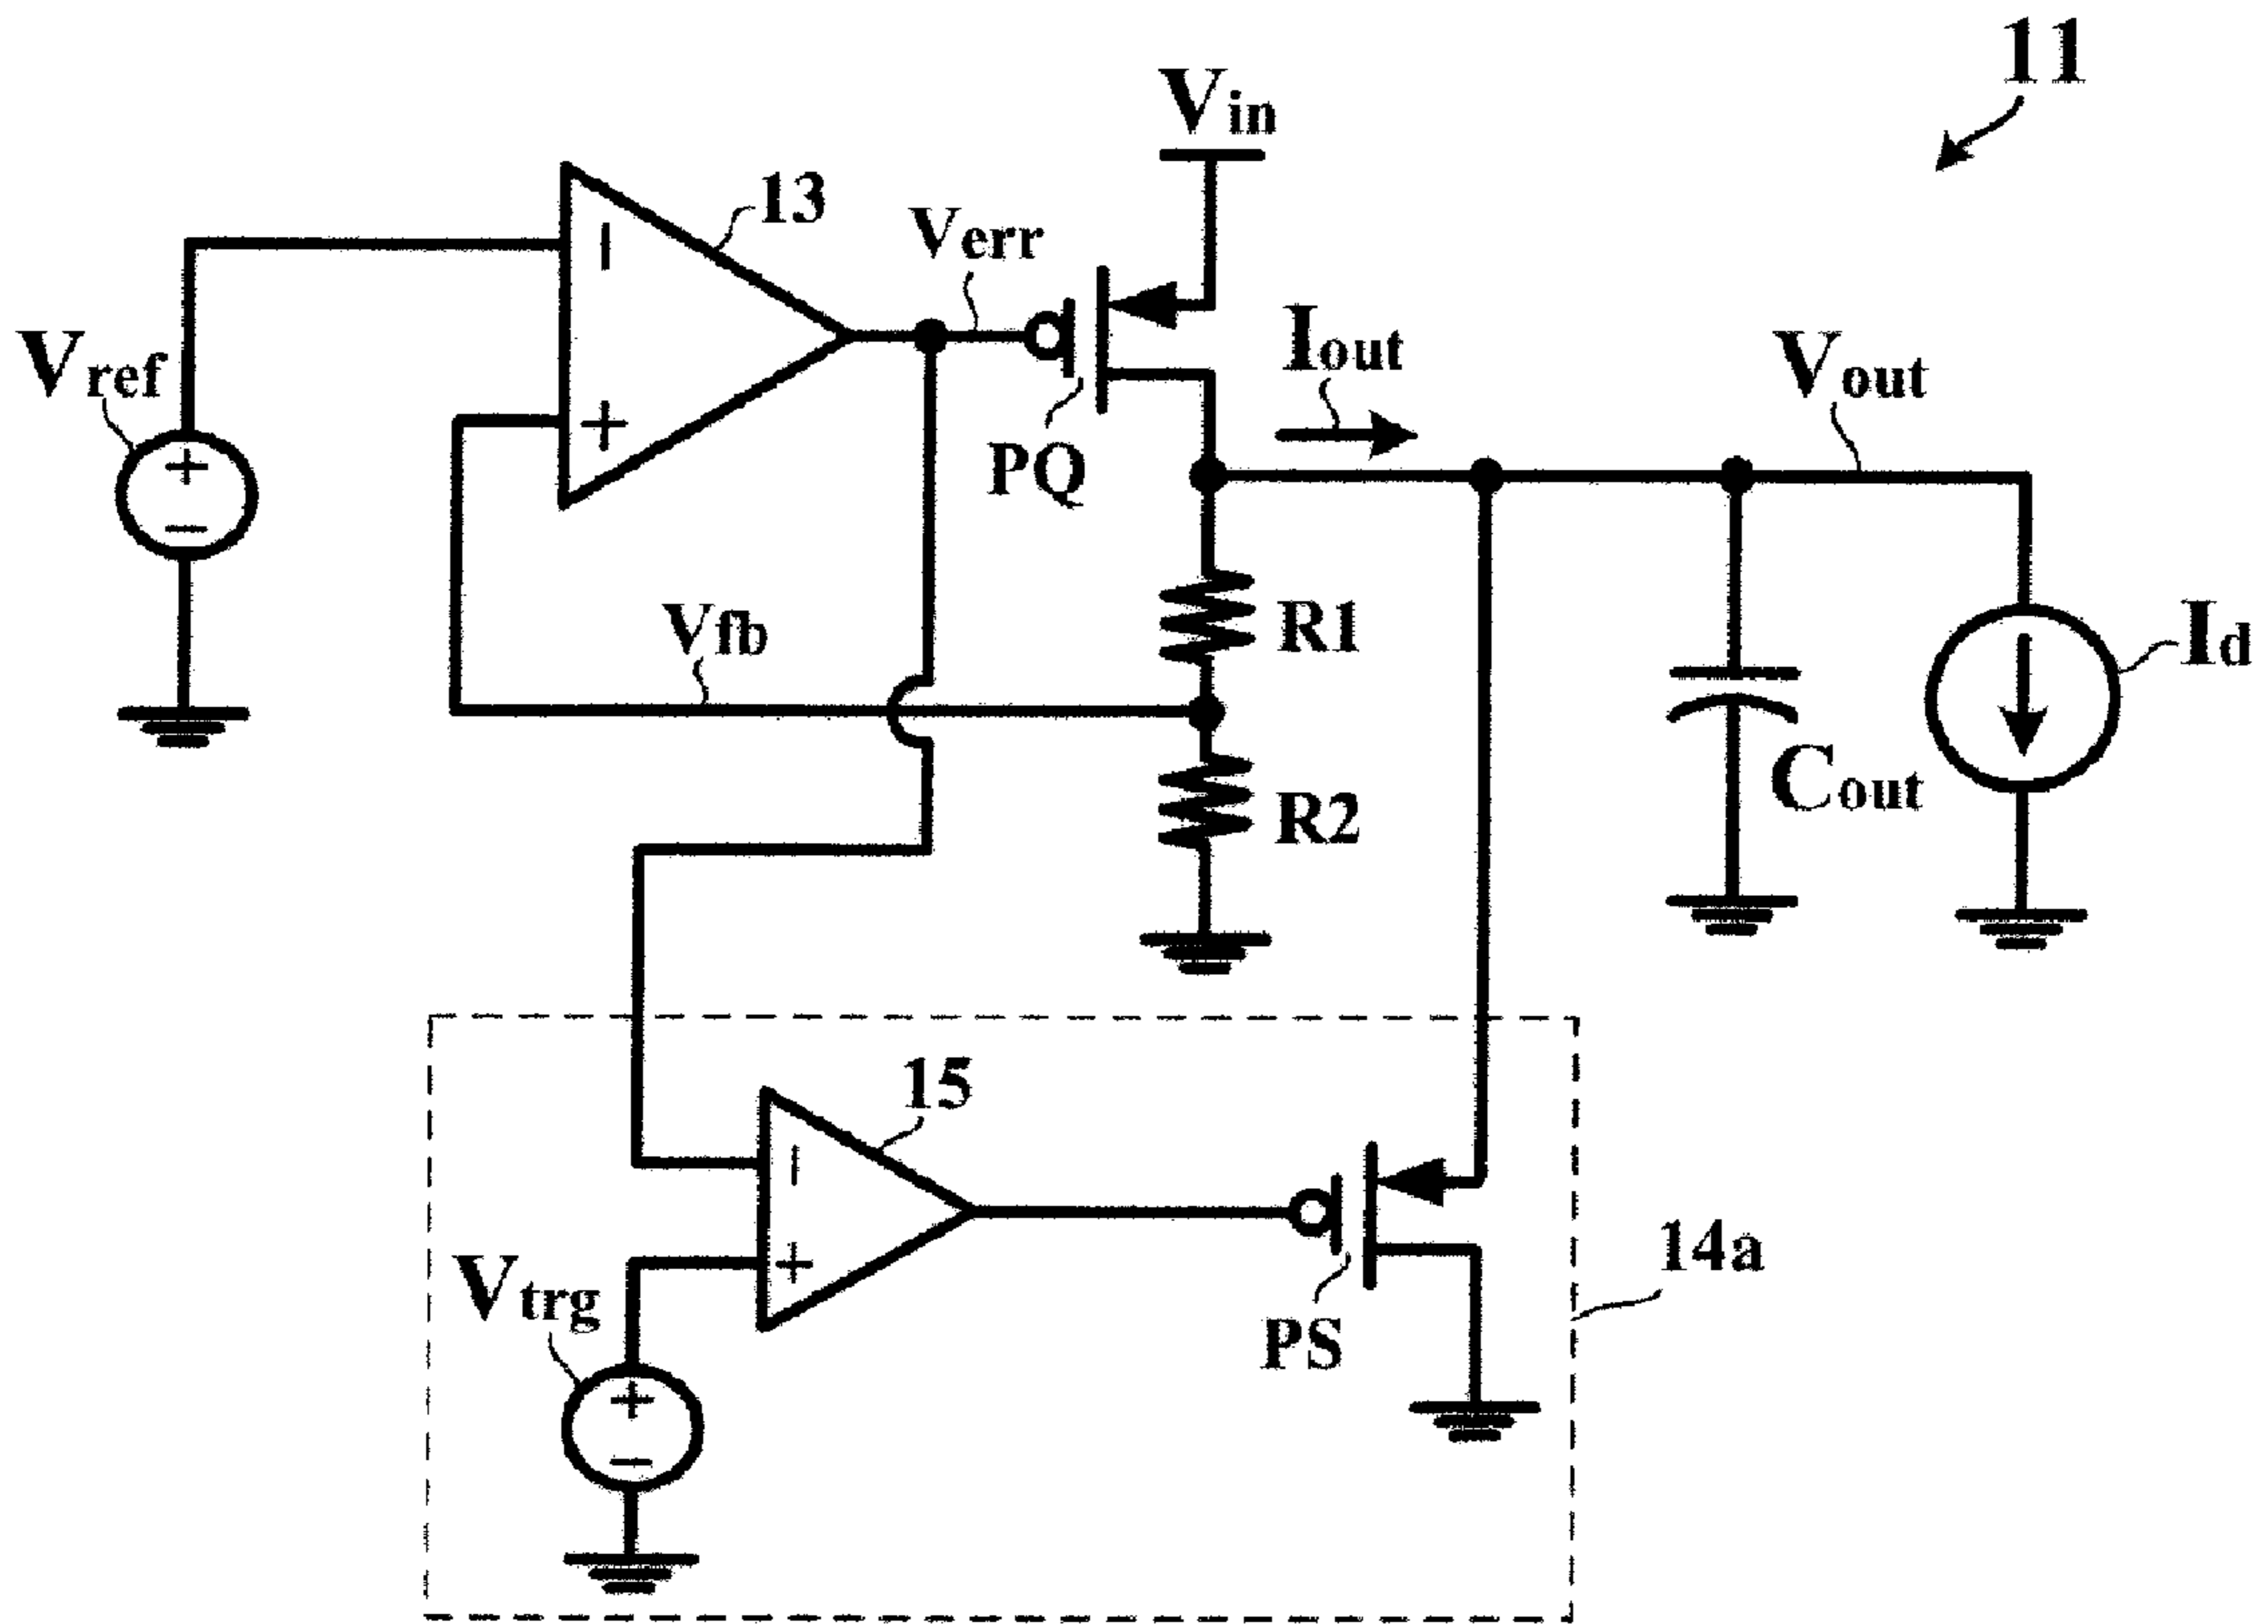 11
Vin
13
Verr
Vref
Iout
Vout
PQ
Vfb
R1
Id
Cout
R2
15
14a
Vtrg
PS